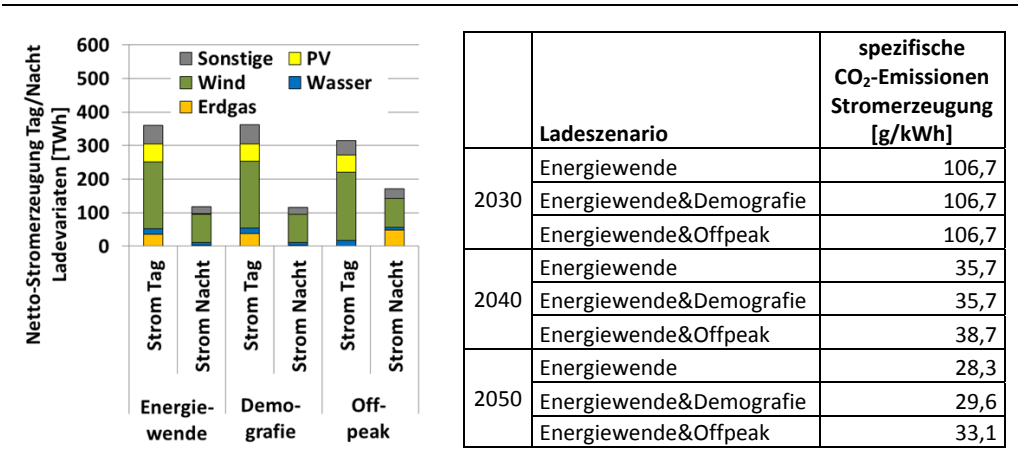 Netto-Stromerzeugung Tag/Nacht
Ladevariaten [TWh]
600
500
400
300
200
100
0
Sonstige PV
Wind Wasser
Erdgas
Strom Tag
Strom Nacht
Strom Tag
Strom Nacht
Strom Tag
Strom Nacht
Energie-
wende
Demo-
grafie
Off-
peak
Ladeszenario
spezifische
CO₂-Emissionen
Stromerzeugung
[g/kWh]
2030
Energiewende 106,7
Energiewende&Demografie 106,7
Energiewende&Offpeak 106,7
2040
Energiewende 35,7
Energiewende&Demografie 35,7
Energiewende&Offpeak 38,7
2050
Energiewende 28,3
Energiewende&Demografie 29,6
Energiewende&Offpeak 33,1